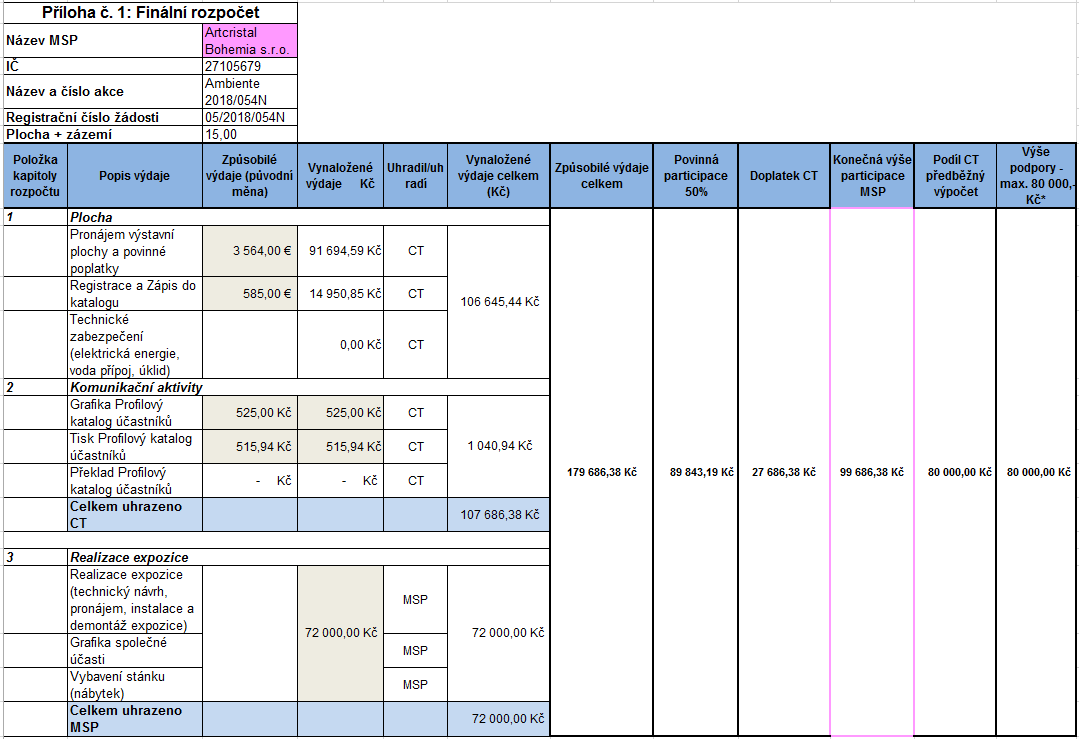 Příloha č. 1: Finální rozpočet
Název MSP
Artcristal
Bohemia s.r.o.
IČ
27105679
Název a číslo akce
Ambiente
2018/054N
Registrační číslo žádosti
05/2018/054N
Plocha + zázemí
15,00
Položka
kapitoly
rozpočtu
Popis výdaje
Způsobilé
výdaje (původní
měna)
Vynaložené
výdaje Kč
Uhradil/uh
radí
Vynaložené
výdaje celkem
(Kč)
Způsobilé výdaje
celkem
Povinná
participace
50%
Doplatek CT
Konečná výše
participace
MSP
Podíl CT
předběžný
výpočet
Výše
podpory -
max. 80 000,-
Kč*
1
Plocha
Pronájem výstavní
plochy a povinné
poplatky
3 564,00 €
91 694,59 Kč
CT
Registrace a Zápis do
katalogu
585,00 €
14 950,85 Kč
CT
106 645,44 Kč
Technické
zabezpečení
(elektrická energie,
voda přípoj, úklid)
0,00 Kč
CT
2
Komunikační aktivity
Grafika Profilový
katalog účastníků
525,00 Kč
525,00 Kč
CT
Tisk Profilový katalog
účastníků
515,94 Kč
515,94 Kč
CT
1 040,94 Kč
Překlad Profilový
katalog účastníků
- Kč
- Kč
CT
179 686,38 Kč
89 843,19 Kč
27 686,38 Kč
99 686,38 Kč
80 000,00 Kč
80 000,00 Kč
Celkem uhrazeno
CT
107 686,38 Kč
3
Realizace expozice
Realizace expozice
(technický návrh,
pronájem, instalace a
demontáž expozice)
MSP
72 000,00 Kč
72 000,00 Kč
Grafika společné
účasti
MSP
Vybavení stánku
(nábytek)
MSP
Celkem uhrazeno
MSP
72 000,00 Kč